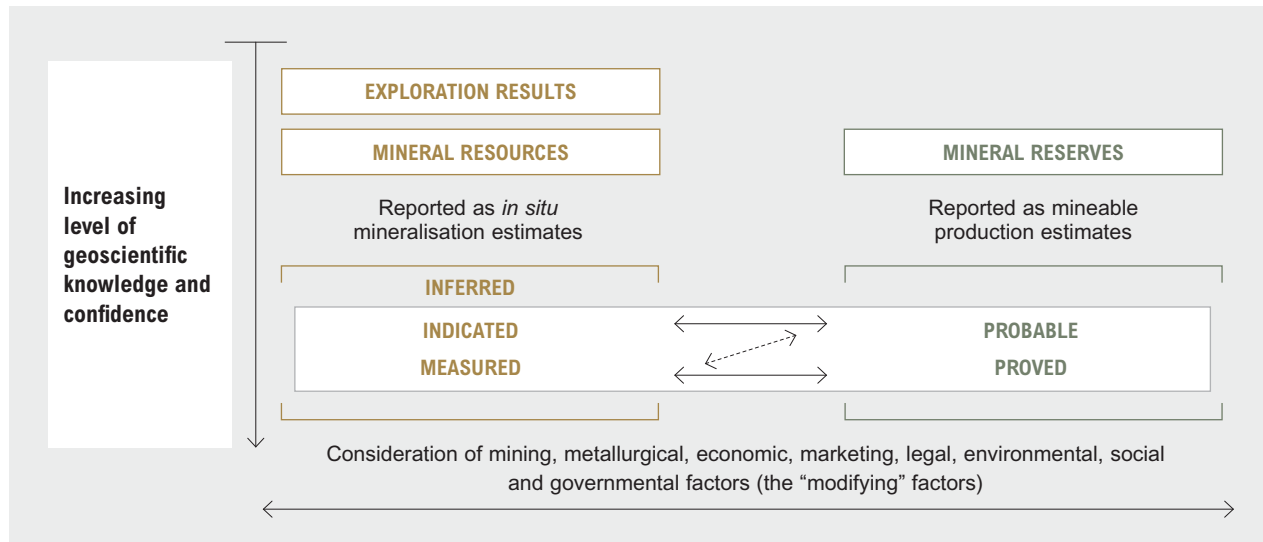 Increasing
level of
geoscientific
knowledge and
confidence
EXPLORATION RESULTS
MINERAL RESOURCES
MINERAL RESERVES
Reported as in situ
mineralisation estimates
Reported as mineable
production estimates
INFERRED
INDICATED
PROBABLE
MEASURED
PROVED
Consideration of mining, metallurgical, economic, marketing, legal, environmental, social
and governmental factors (the “modifying” factors)